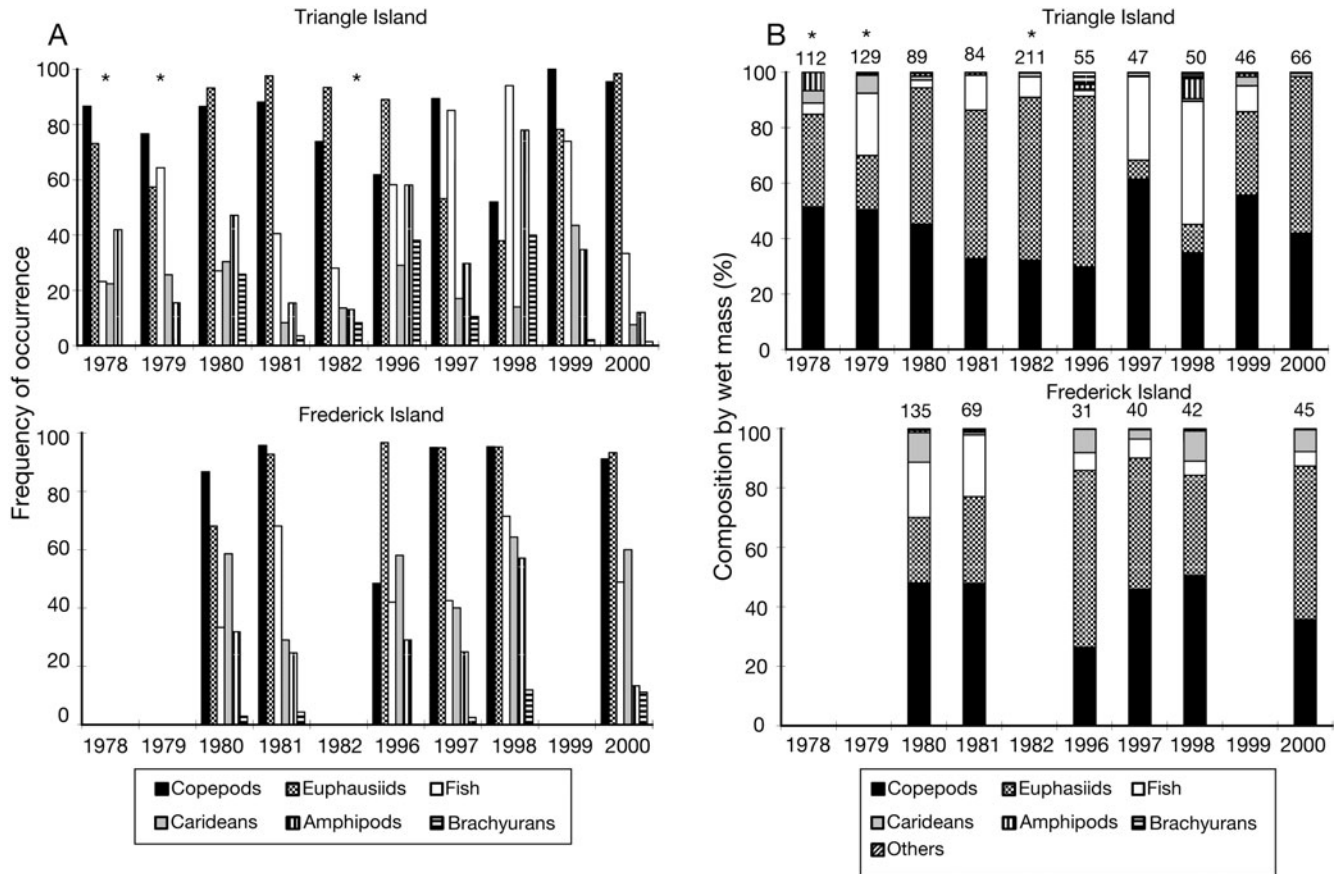 A
Triangle Island
* * *
Frequency of occurrence
100
80
60
40
20
0
1978 1979 1980 1981 1982 1996 1997 1998 1999 2000
Frederick Island
100
80
60
40
20
0
1978 1979 1980 1981 1982 1996 1997 1998 1999 2000
Copepods Euphausiids Fish
Carideans Amphipods Brachyurans
B
Triangle Island
* * *
112 129 89 84 211 55 47 50 46 66
Composition by wet mass (%)
100
80
60
40
20
0
1978 1979 1980 1981 1982 1996 1997 1998 1999 2000
Frederick Island
135 69 31 40 42 45
100
80
60
40
20
0
1978 1979 1980 1981 1982 1996 1997 1998 1999 2000
Copepods Euphasiids Fish
Carideans Amphipods Brachyurans
Others